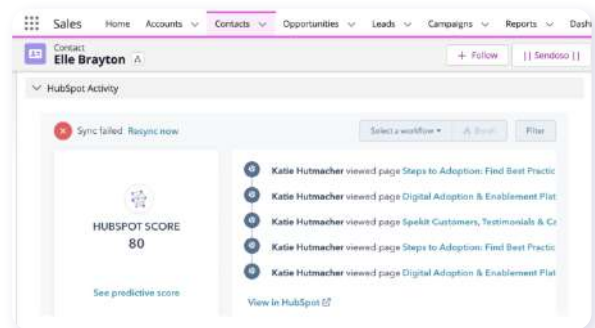 Sales Home Accounts Contacts Opportunities Leads Campaigns Reports Dash
Contact
Elle Brayton
+ Follow
|| Sendoso ||
HubSpot Activity
Sync failed Resync now
Select a workflow
Enroll
Filter
HUBSPOT SCORE
80
See predictive score
Katie Hutmacher viewed page Steps to Adoption: Find Best Practic
Katie Hutmacher viewed page Digital Adoption & Enablement Plat
Katie Hutmacher viewed page Spekit Customers, Testimonials & Ca
Katie Hutmacher viewed page Steps to Adoption: Find Best Practic
Katie Hutmacher viewed page Digital Adoption & Enablement Plat
View in HubSpot